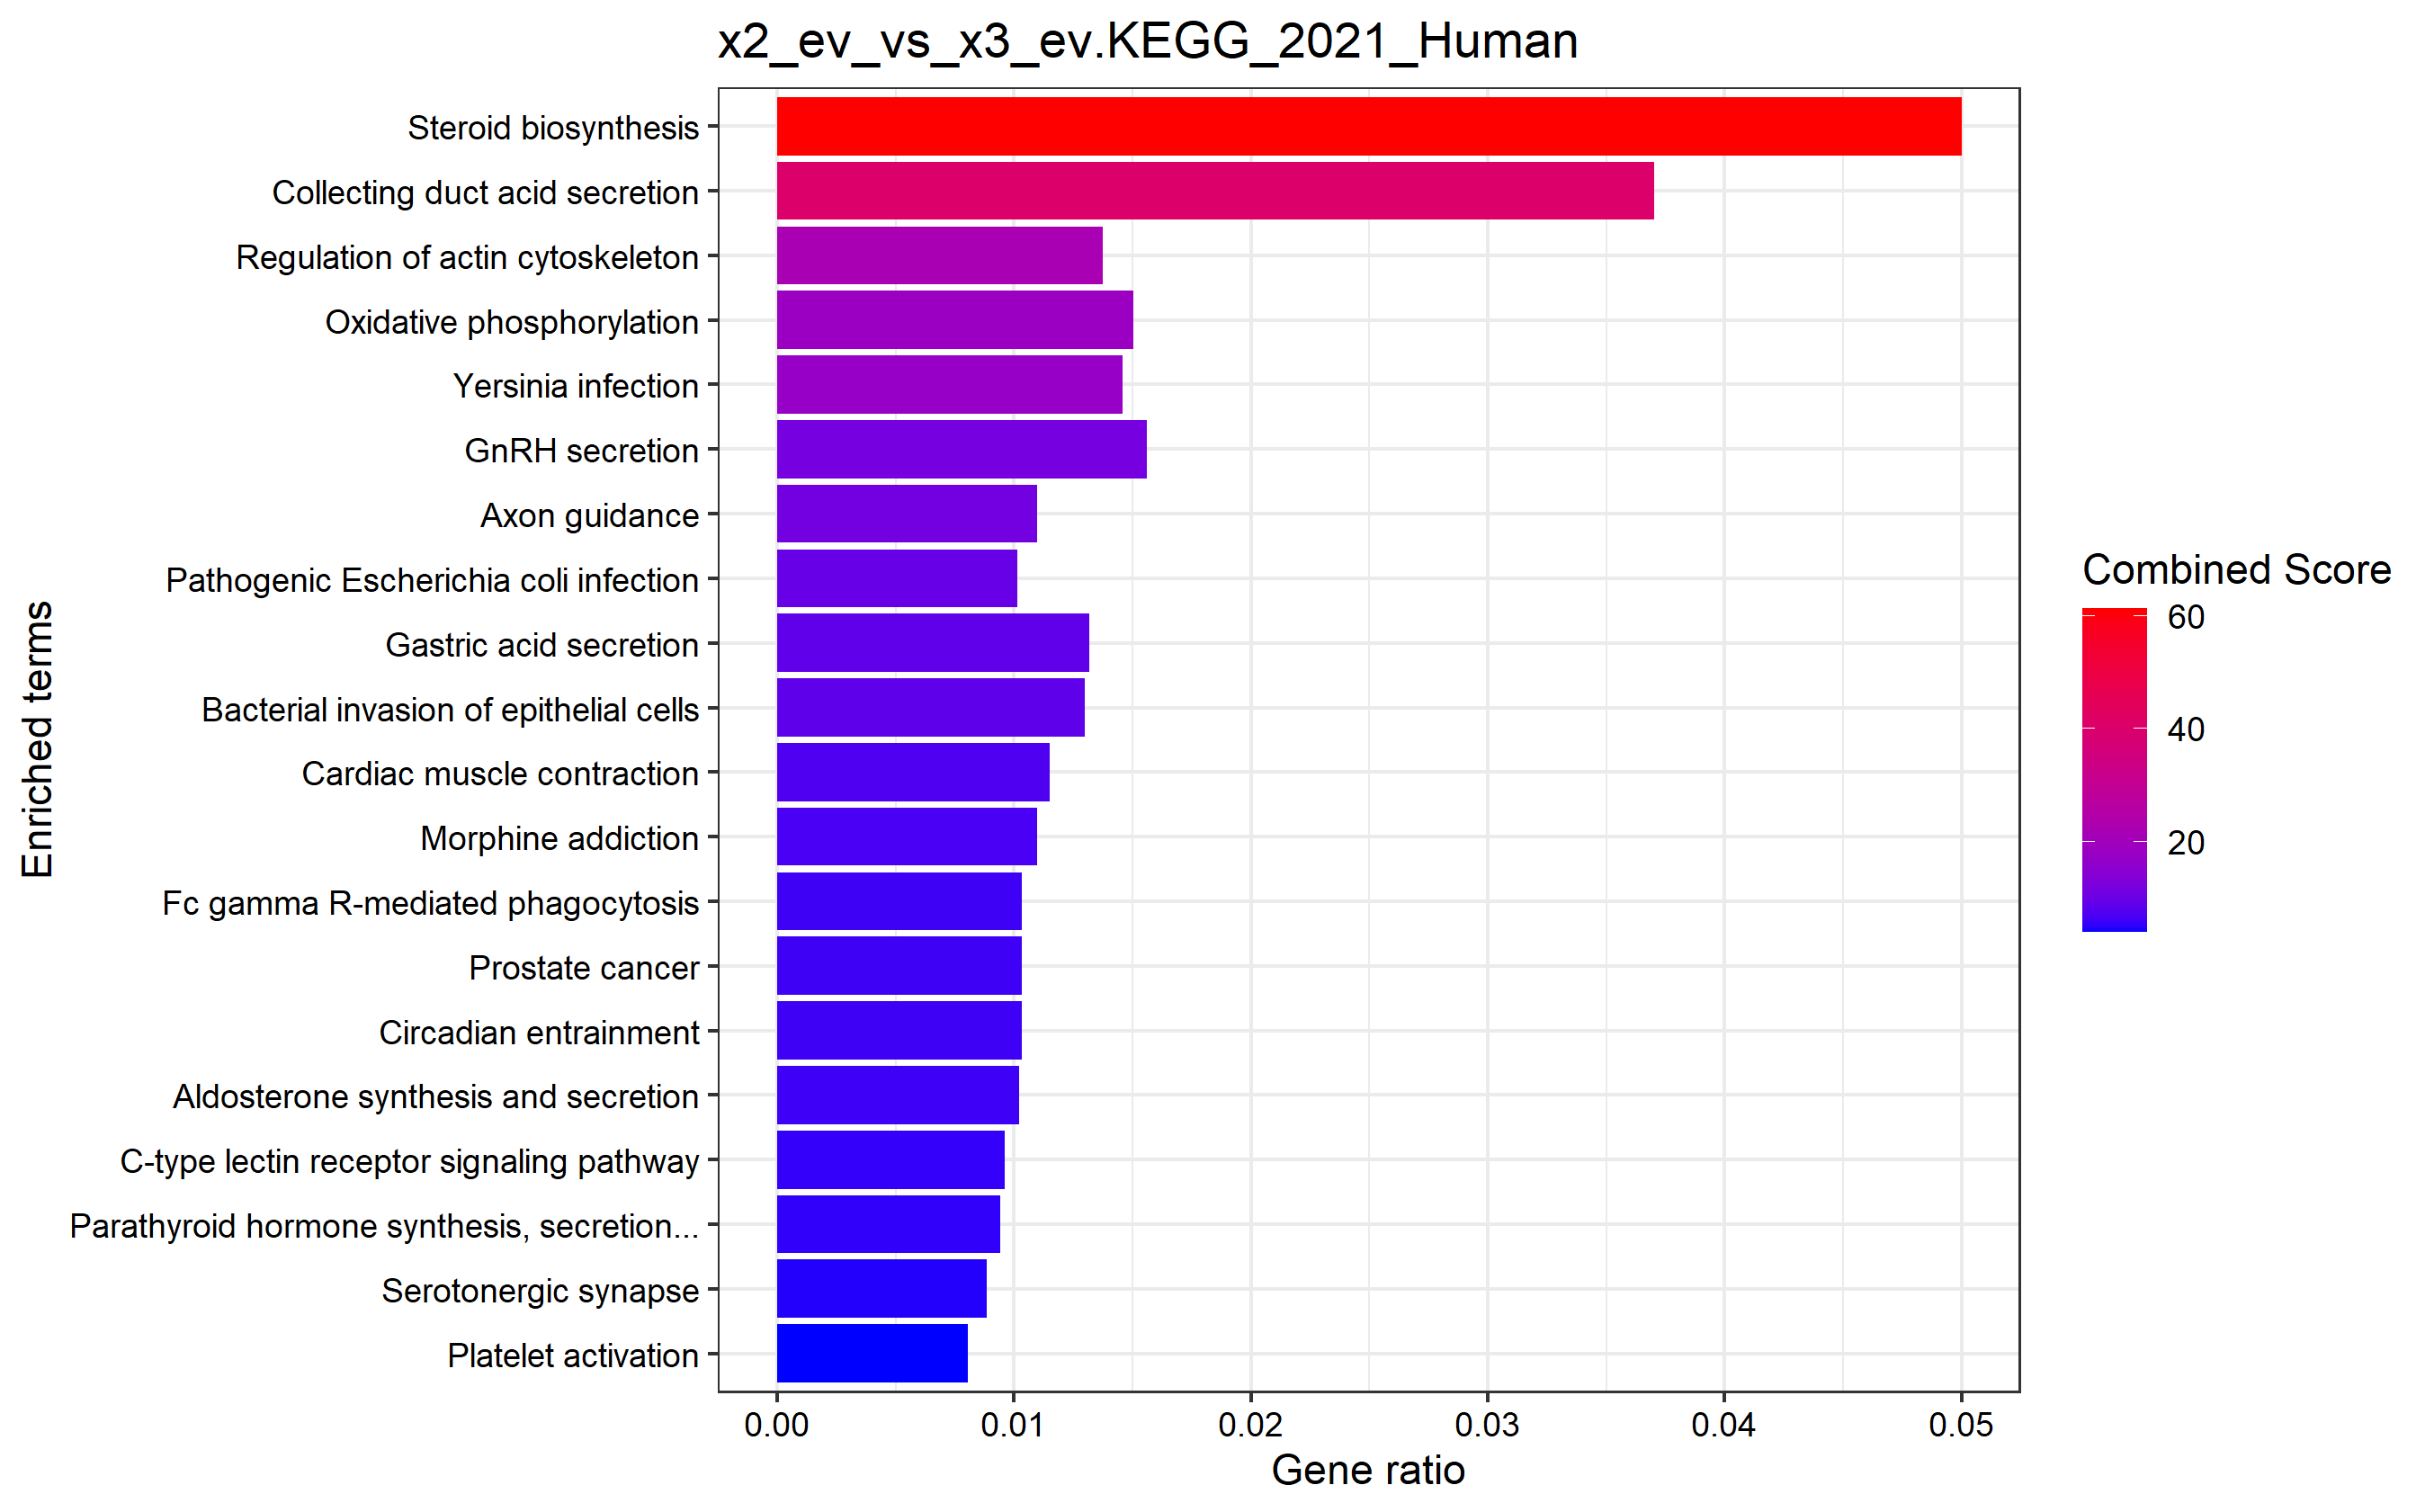 x2_ev_vs_x3_ev.KEGG_2021_Human
Enriched terms
Steroid biosynthesis
Collecting duct acid secretion
Regulation of actin cytoskeleton
Oxidative phosphorylation
Yersinia infection
GnRH secretion
Axon guidance
Pathogenic Escherichia coli infection
Gastric acid secretion
Bacterial invasion of epithelial cells
Cardiac muscle contraction
Morphine addiction
Fc gamma R-mediated phagocytosis
Prostate cancer
Circadian entrainment
Aldosterone synthesis and secretion
C-type lectin receptor signaling pathway
Parathyroid hormone synthesis, secretion...
Serotonergic synapse
Platelet activation
0.00 0.01 0.02 0.03 0.04 0.05
Gene ratio
Combined Score
60
40
20